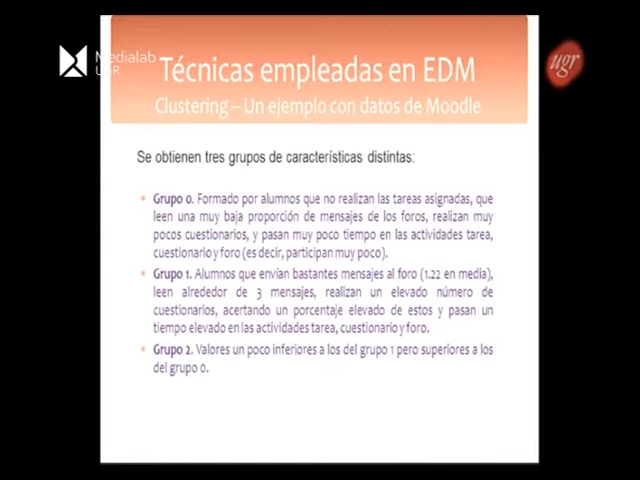 Medialab
UGR
ugr
Técnicas empleadas en EDM
Clustering – Un ejemplo con datos de Moodle
Se obtienen tres grupos de características distintas:
Grupo 0. Formado por alumnos que no realizan las tareas asignadas, que
leen una muy baja proporción de mensajes de los foros, realizan muy
pocos cuestionarios, y pasan muy poco tiempo en las actividades tarea,
cuestionario y foro (es decir, participan muy poco).
Grupo 1. Alumnos que envían bastantes mensajes al foro (1.22 en media),
leen alrededor de 3 mensajes, realizan un elevado número de
cuestionarios, acertando un porcentaje elevado de estos y pasan un
tiempo elevado en las actividades tarea, cuestionario y foro.
Grupo 2. Valores un poco inferiores a los del grupo 1 pero superiores a los
del grupo 0.